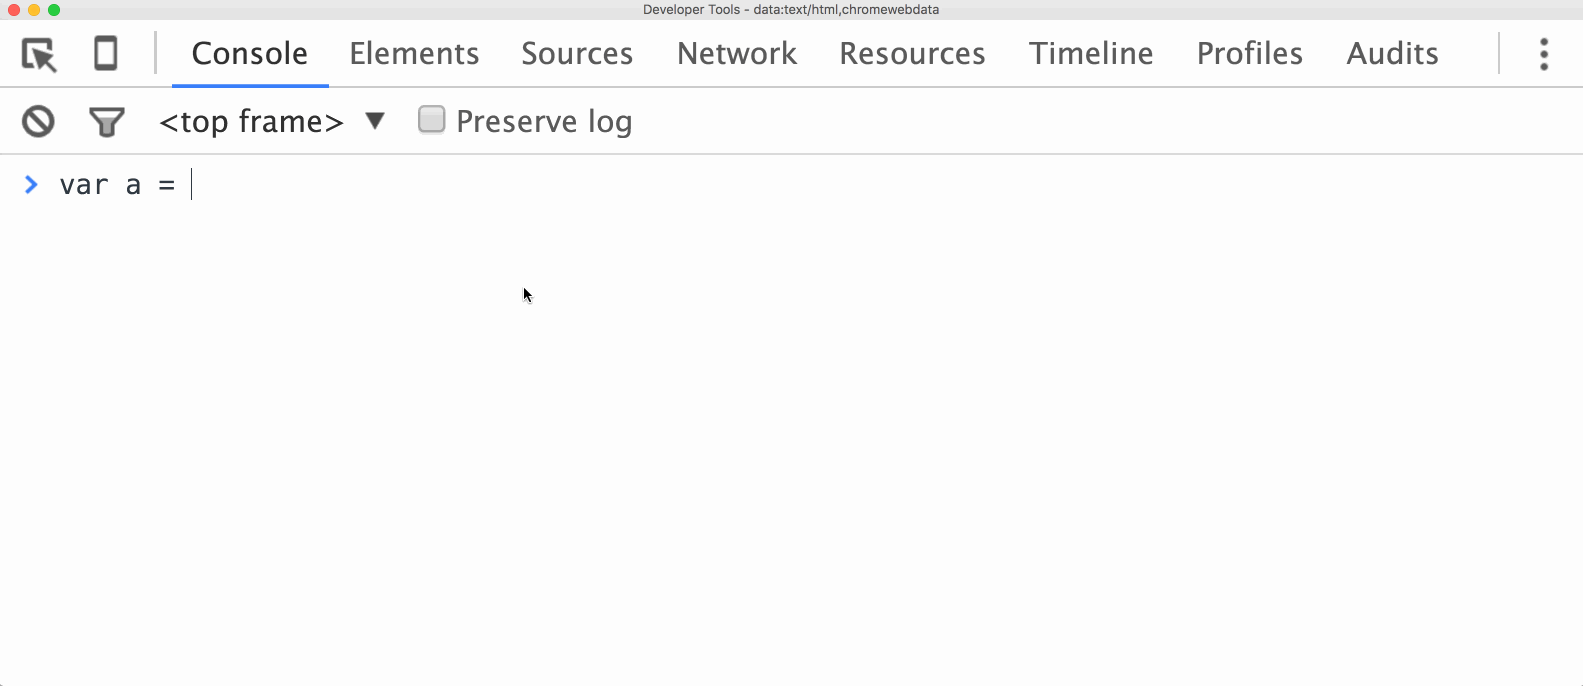 Developer Tools - data:text/html,chromewebdata
Console Elements Sources Network Resources Timeline Profiles Audits
<top frame> ▼ Preserve log
> var a =